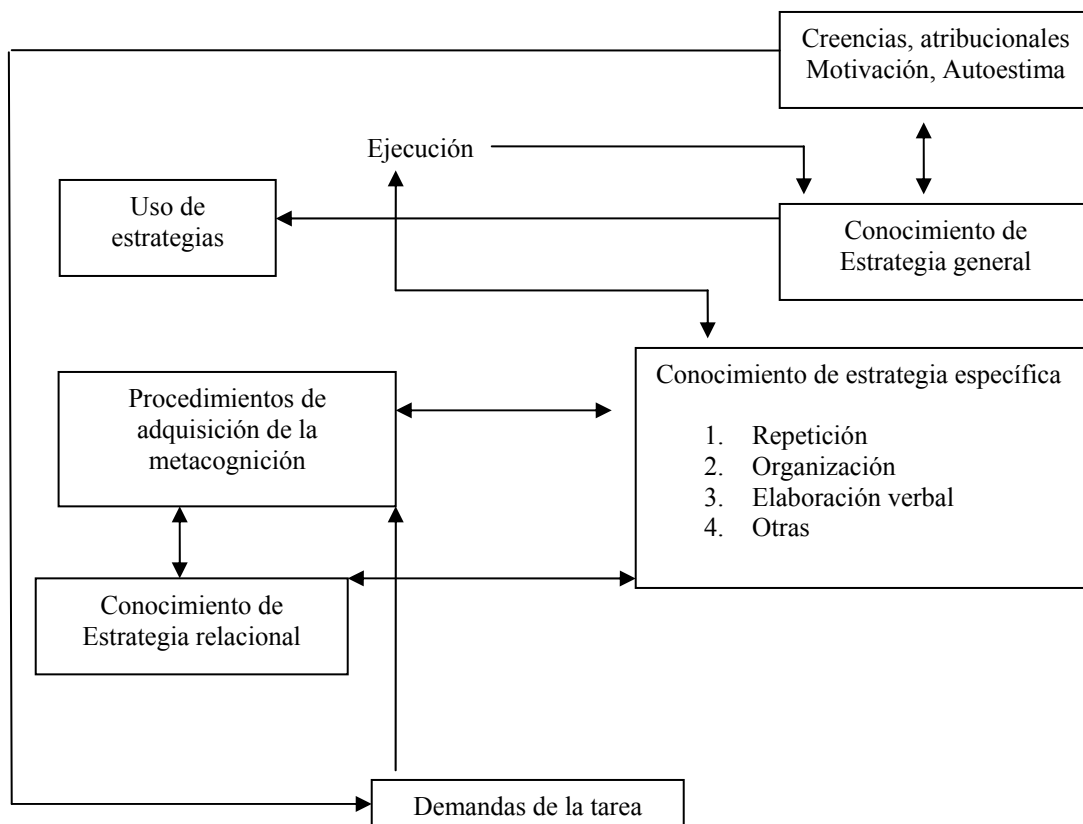 Creencias, atribucionales
Motivación, Autoestima
Ejecución
Uso de
estrategias
Conocimiento de
Estrategia general
Conocimiento de estrategia específica
1. Repetición
2. Organización
3. Elaboración verbal
4. Otras
Procedimientos de
adquisición de la
metacognición
Conocimiento de
Estrategia relacional
Demandas de la tarea